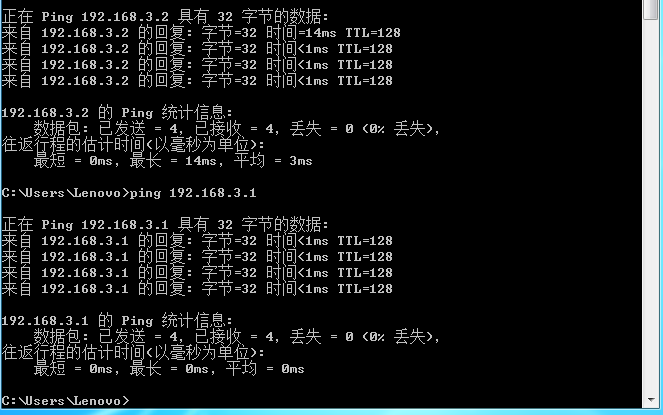 正在 Ping 192.168.3.2 具有 32 字节的数据:
来自 192.168.3.2 的回复: 字节=32 时间=14ms TTL=128
来自 192.168.3.2 的回复: 字节=32 时间<1ms TTL=128
来自 192.168.3.2 的回复: 字节=32 时间<1ms TTL=128
来自 192.168.3.2 的回复: 字节=32 时间<1ms TTL=128
192.168.3.2 的 Ping 统计信息:
数据包: 已发送 = 4, 已接收 = 4, 丢失 = 0 (0% 丢失),
往返行程的估计时间(以毫秒为单位):
最短 = 0ms, 最长 = 14ms, 平均 = 3ms
C:\Users\Lenovo>ping 192.168.3.1
正在 Ping 192.168.3.1 具有 32 字节的数据:
来自 192.168.3.1 的回复: 字节=32 时间<1ms TTL=128
来自 192.168.3.1 的回复: 字节=32 时间<1ms TTL=128
来自 192.168.3.1 的回复: 字节=32 时间<1ms TTL=128
来自 192.168.3.1 的回复: 字节=32 时间<1ms TTL=128
192.168.3.1 的 Ping 统计信息:
数据包: 已发送 = 4, 已接收 = 4, 丢失 = 0 (0% 丢失),
往返行程的估计时间(以毫秒为单位):
最短 = 0ms, 最长 = 0ms, 平均 = 0ms
C:\Users\Lenovo>